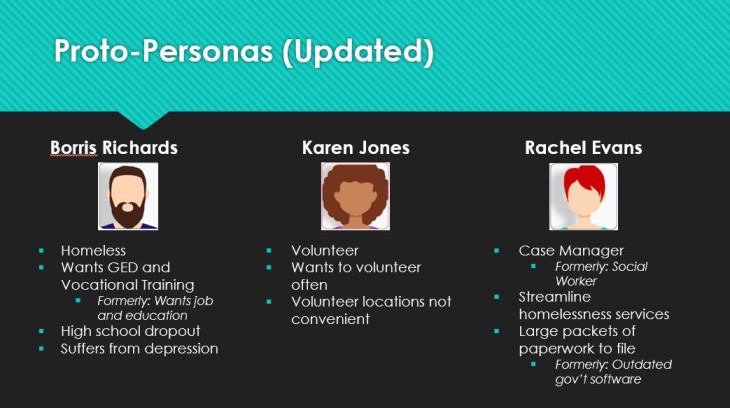 Proto-Personas (Updated)
Borris Richards
Homeless
Wants GED and
Vocational Training
Formerly: Wants job
and education
High school dropout
Suffers from depression
Karen Jones
Volunteer
Wants to volunteer
often
Volunteer locations not
convenient
Rachel Evans
Case Manager
Formerly: Social
Worker
Streamline
homelessness services
Large packets of
paperwork to file
Formerly: Outdated
gov’t software